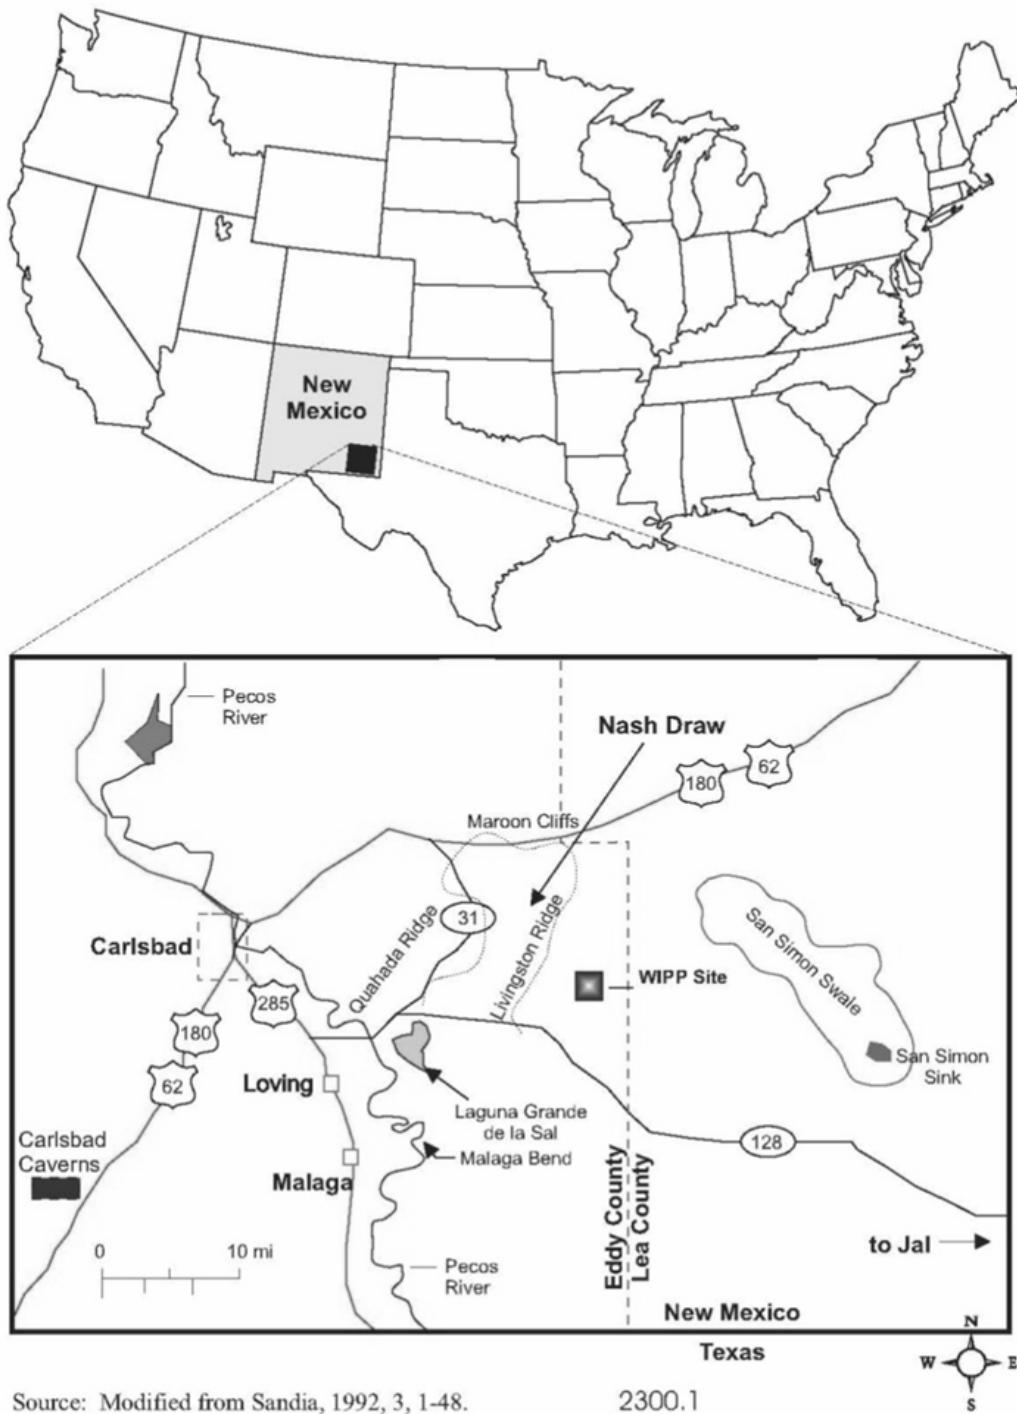 New
Mexico
Pecos
River
Nash Draw
180
62
Maroon Cliffs
31
Carlsbad
Quahada Ridge
Livingston Ridge
San Simon Swale
WIPP Site
285
180
62
San Simon
Sink
Loving
Laguna Grande
de la Sal
Malaga Bend
128
Carlsbad
Caverns
Malaga
Eddy County
Lea County
to Jal
0 10 mi
Pecos
River
New Mexico
Texas
N
W E
S
Source: Modified from Sandia, 1992, 3, 1-48.
2300.1